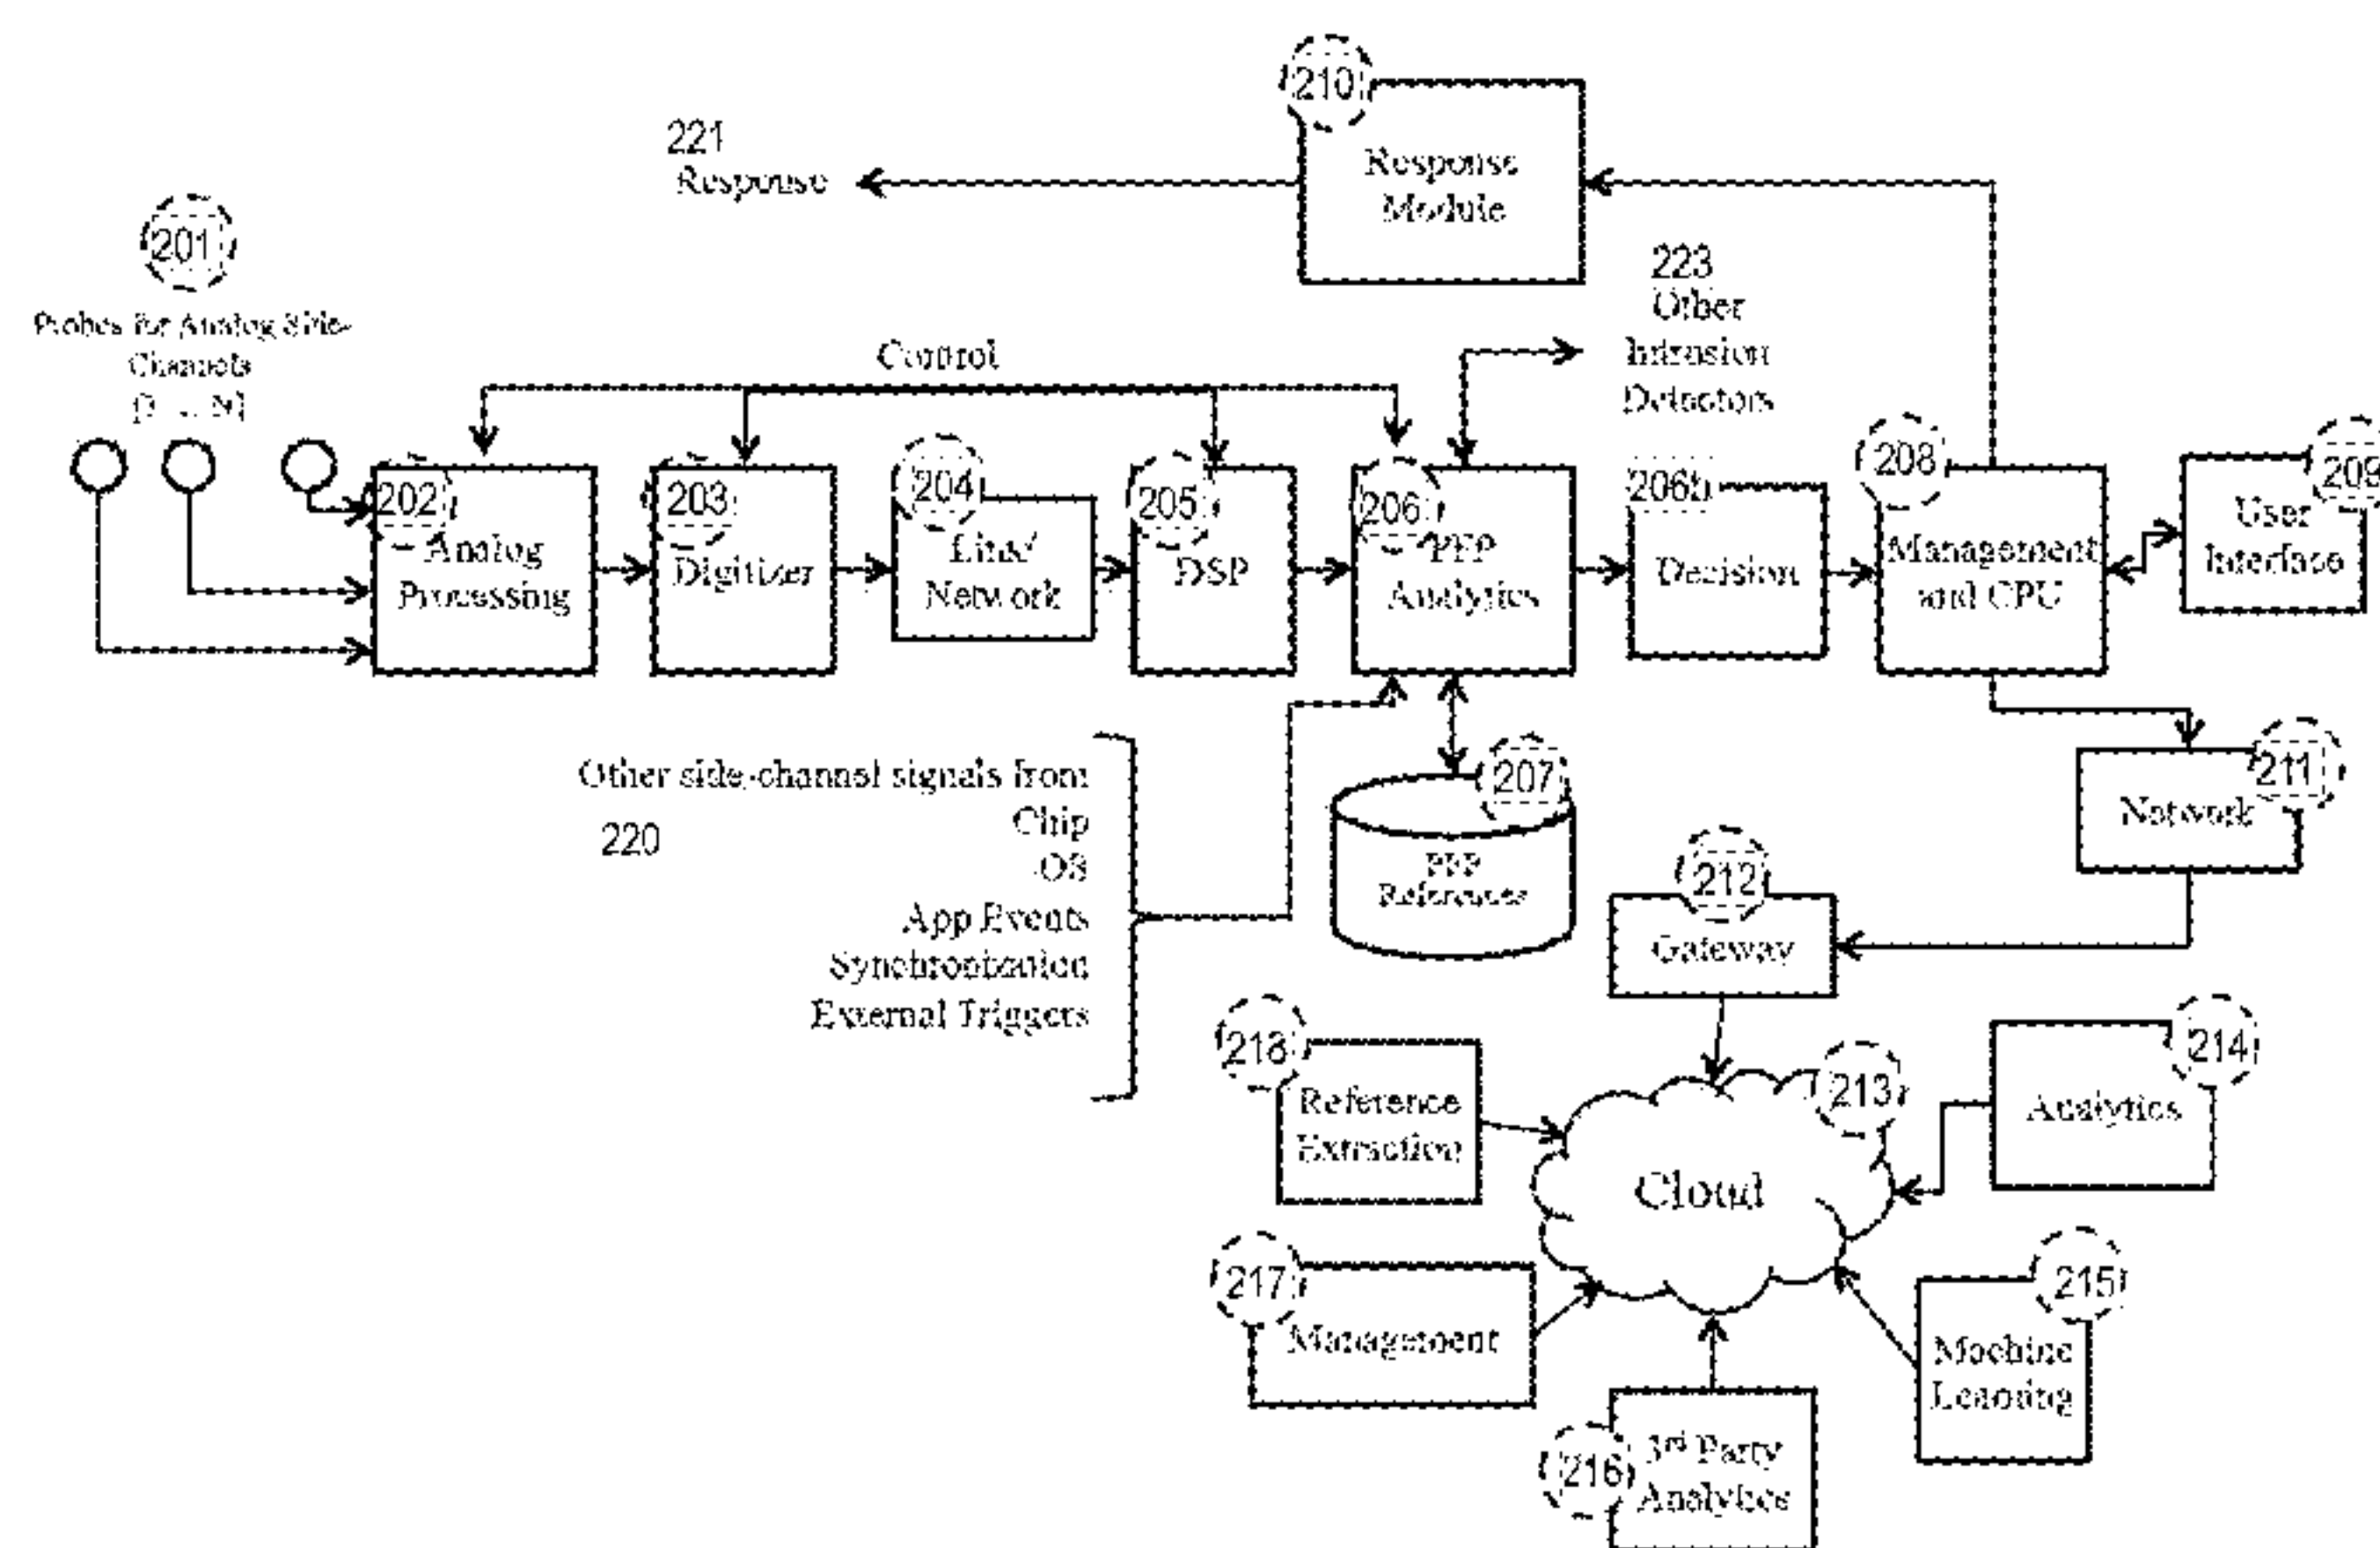 210
221
Response
Response
Module
201
223
Other
Intrusion
Detectors
Probes for Analog Side-
Channels
Control
202
Analog
Processing
203
Digitizer
204
Link/
Network
205
DSP
206
PFP
Analytics
206b
Decision
208
Management
and CPU
209
User
Interface
Other side-channel signals from
Chip
OS
App Events
Synchronization
External Triggers
220
207
PFP
References
211
Network
212
Gateway
218
Reference
Extraction
213
Cloud
214
Analytics
217
Management
215
Machine
Learning
216
3rd Party
Analytics